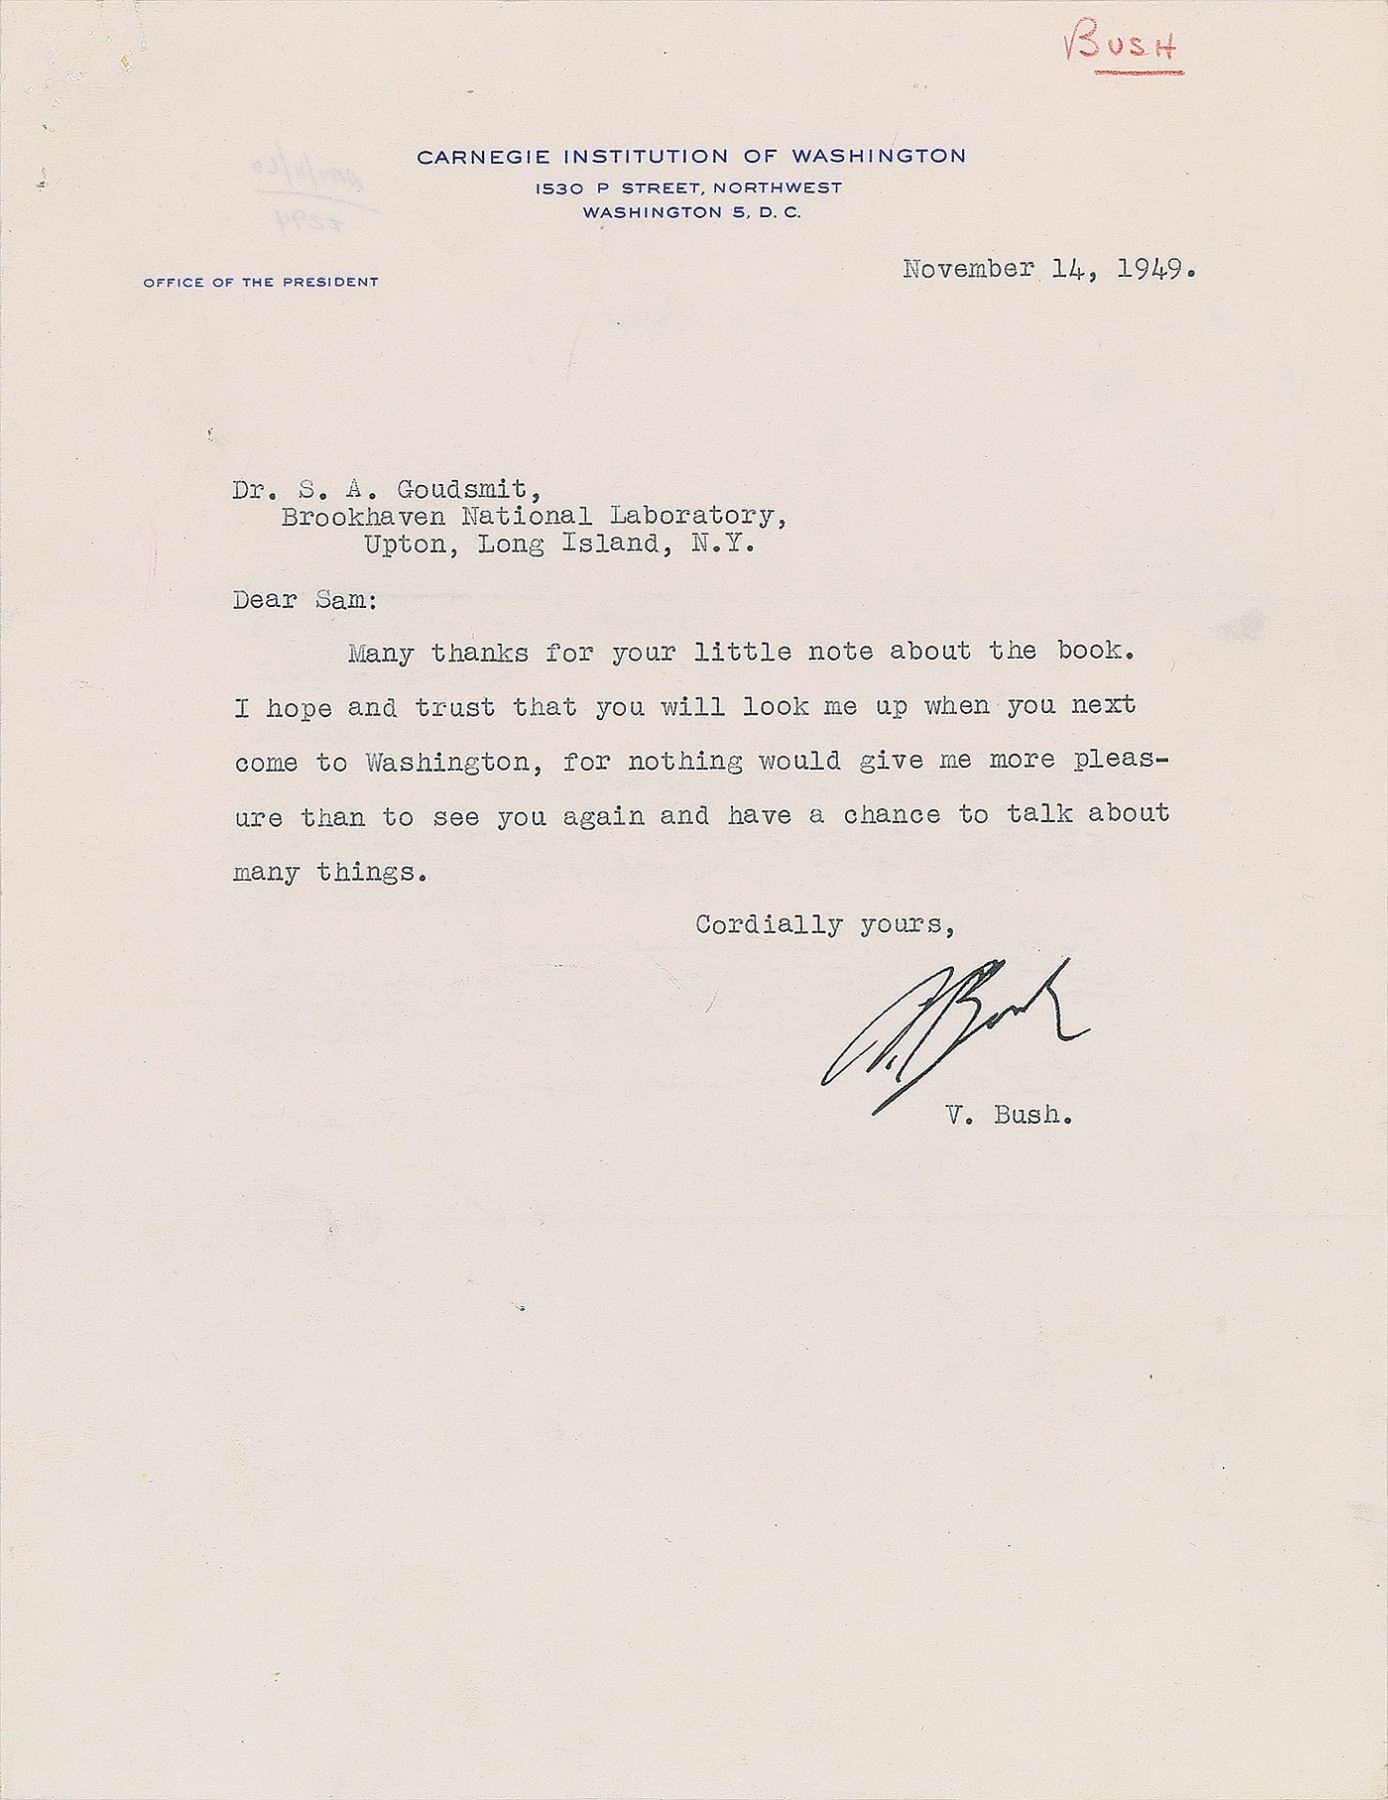 BUSH
CARNEGIE INSTITUTION OF WASHINGTON
1530 P STREET, NORTHWEST
WASHINGTON 5, D. C.
November 14, 1949.
OFFICE OF THE PRESIDENT
Dr. S. A. Goudsmit,
Brookhaven National Laboratory,
Upton, Long Island, N.Y.
Dear Sam:
Many thanks for your little note about the book.
I hope and trust that you will look me up when you next
come to Washington, for nothing would give me more pleas-
ure than to see you again and have a chance to talk about
many things.
Cordially yours,
V. Bush
V. Bush.